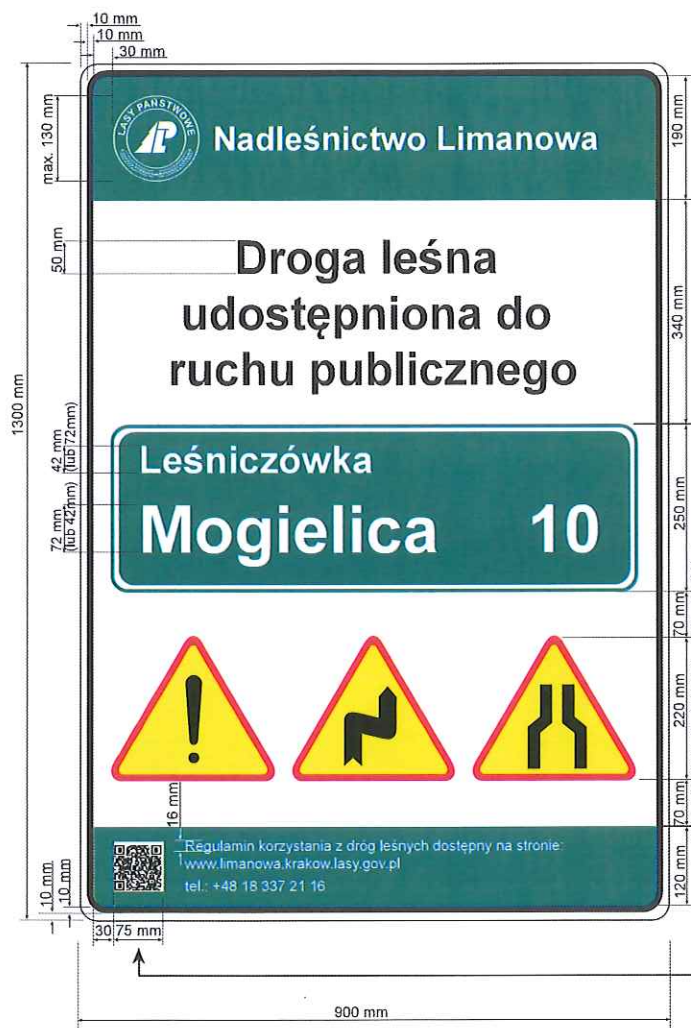 10 mm
10 mm
30 mm
max. 130 mm
LASY PAŃSTWOWE
Nadleśnictwo Limanowa
190 mm
50 mm
Droga leśna
udostępniona do
ruchu publicznego
340 mm
1300 mm
42 mm
(lub 72mm)
Leśniczówka
72 mm
(lub 42mm)
Mogielica 10
250 mm
70 mm
220 mm
70 mm
16 mm
Regulamin korzystania z dróg leśnych dostępny na stronie:
www.limanowa.krakow.lasy.gov.pl
tel.: +48 18 337 21 16
120 mm
10 mm
10 mm
30
75 mm
900 mm